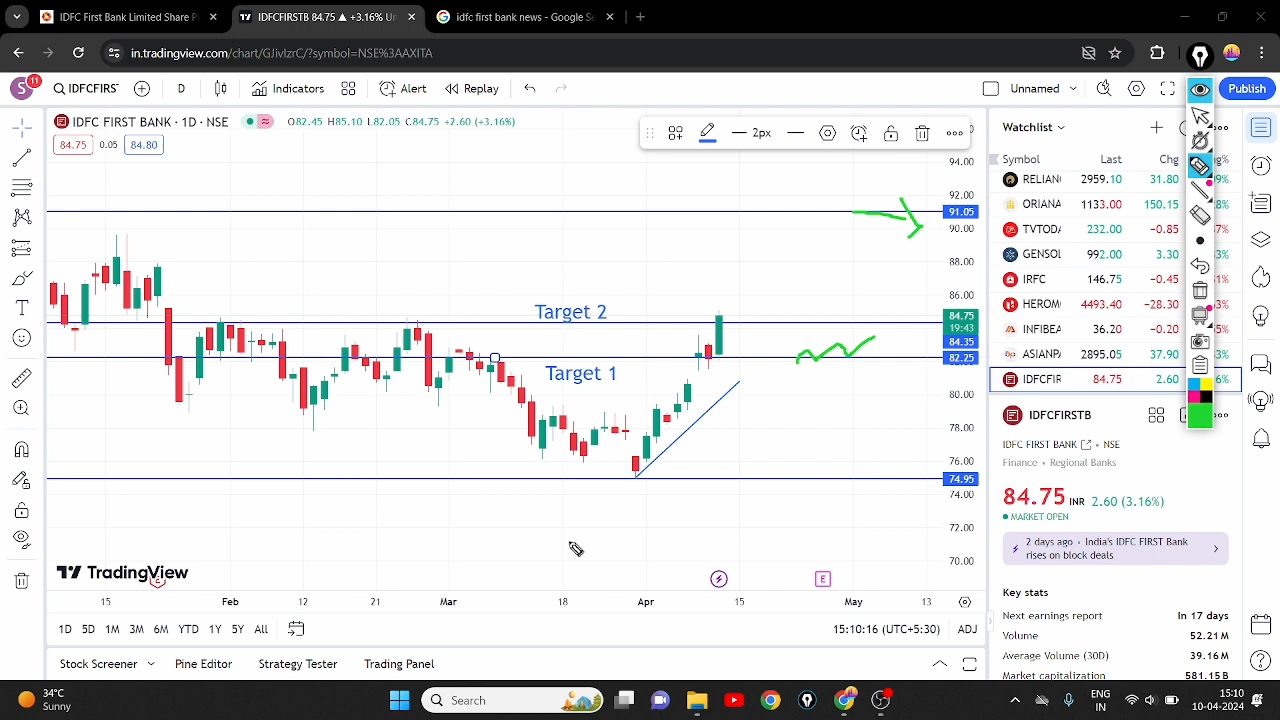 IDFC First Bank Limited Share P
IDFCFIRSTB 84.75 ▲ +3.16% Un
idfc first bank news - Google Se
in.tradingview.com/chart/GJivIzrC/?symbol=NSE%3AAXITA
S 11
IDFCFIRS
D
Indicators
Alert
Replay
Unnamed
Publish
IDFC FIRST BANK · 1D · NSE
O82.45 H85.10 L82.05 C84.75 +2.60 (+3.16%)
84.75 0.05 84.80
2px
94.00
92.00
91.05
90.00
88.00
86.00
84.75
19:43
84.35
82.25
80.00
78.00
76.00
74.95
74.00
72.00
70.00
Target 2
Target 1
TradingView
E
E
15 Feb 12 21 Mar 18 Apr 15 May 13
1D 5D 1M 3M 6M YTD 1Y 5Y All
15:10:16 (UTC+5:30) ADJ
Stock Screener Pine Editor Strategy Tester Trading Panel
Watchlist
Symbol Last Chg
RELIAN 2959.10 31.80
ORIANA 1133.00 150.15
TVTODA 232.00 −0.85
GENSOL 992.00 3.30
IRFC 146.75 −0.45
HEROM 4493.40 −28.30
INFIBEA 36.20 −0.20
ASIANPA 2895.05 37.90
IDFCFIR 84.75 2.60
IDFCFIRSTB
IDFC FIRST BANK • NSE
Finance • Regional Banks
84.75 INR 2.60 (3.16%)
MARKET OPEN
2 days ago • India's IDFC FIRST Bank
rises on block deals
Key stats
Next earnings report In 17 days
Volume 52.21M
Average Volume (30D) 39.16M
Market capitalization 581.15B
34°C
Sunny
Search
ENG
IN
15:10
10-04-2024